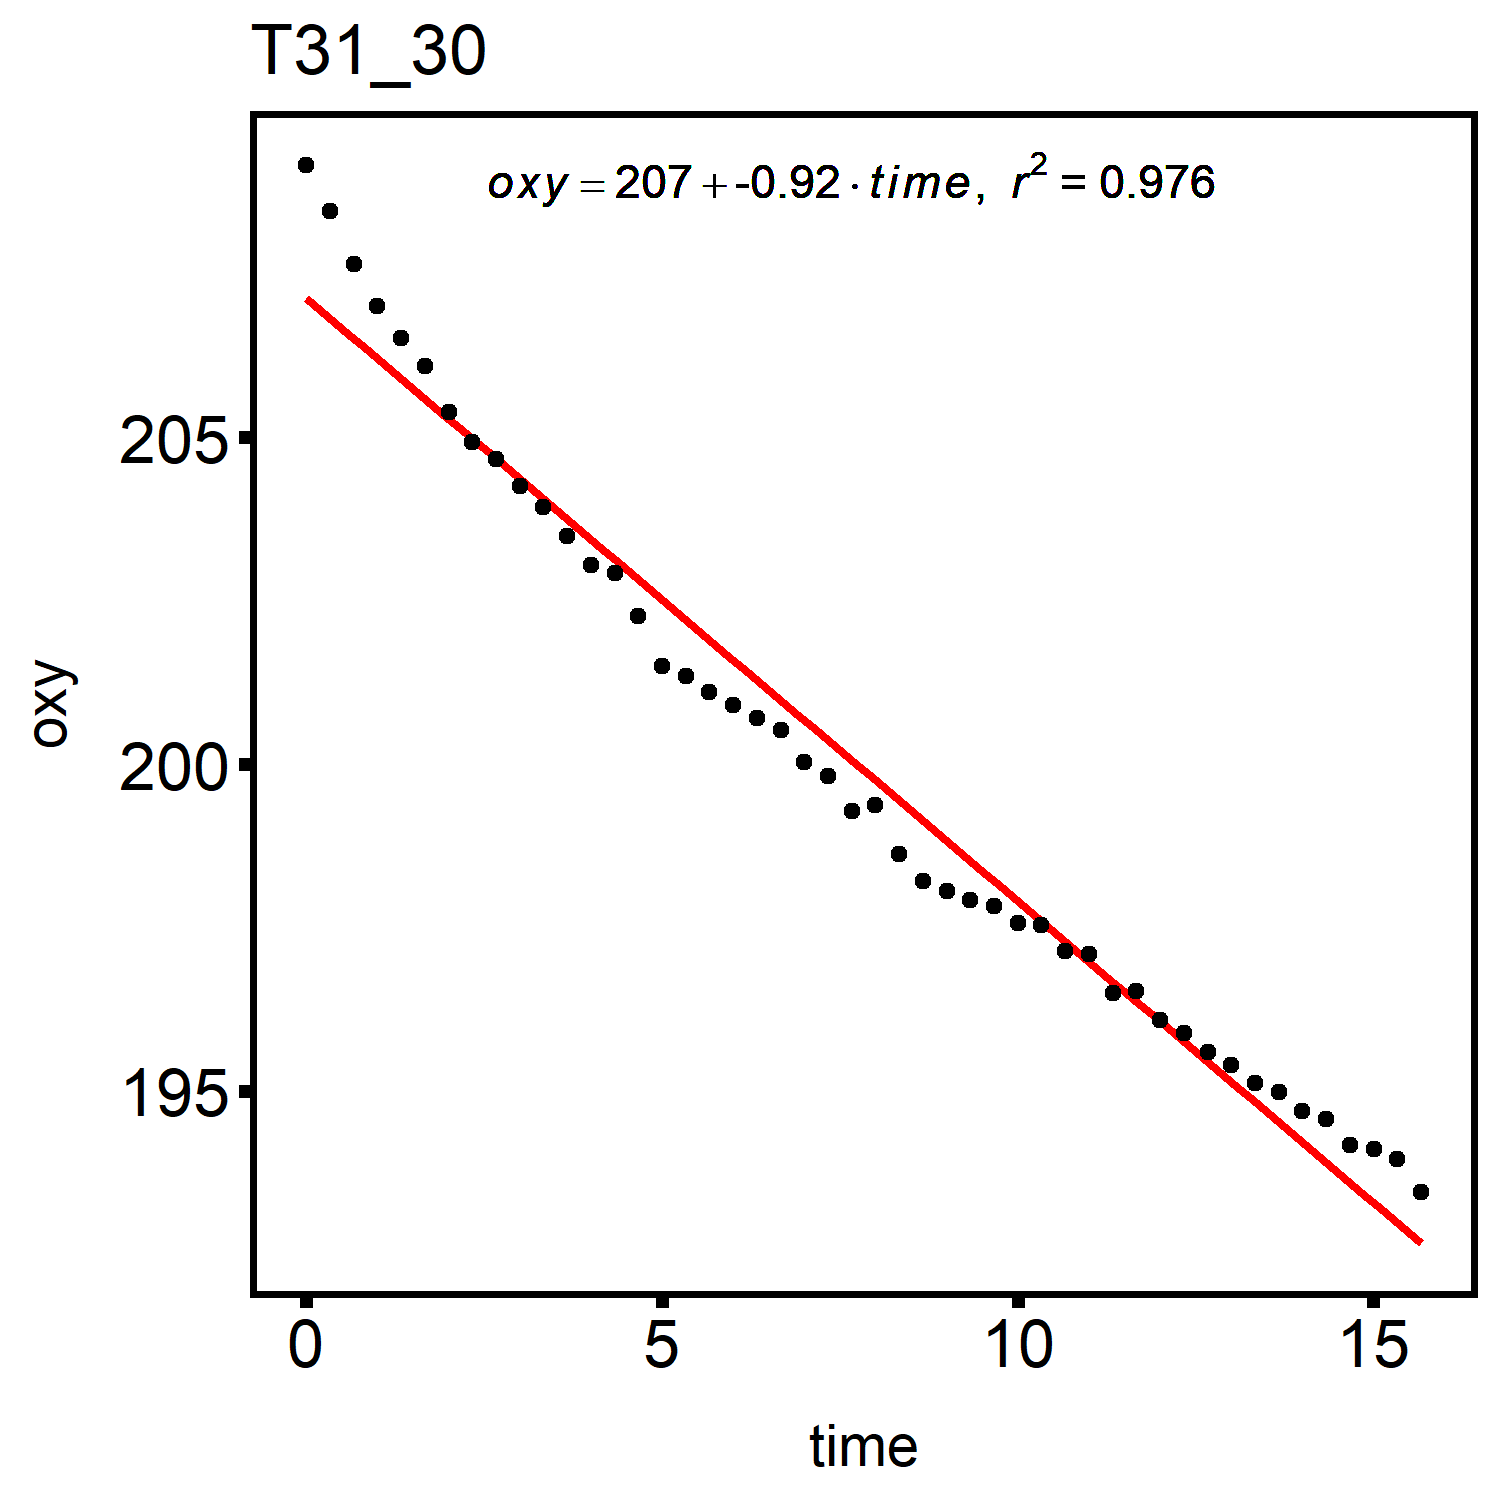 T31_30
oxy = 207 + -0.92 · time, r² = 0.976
205
200
195
oxy
0 5 10 15
time